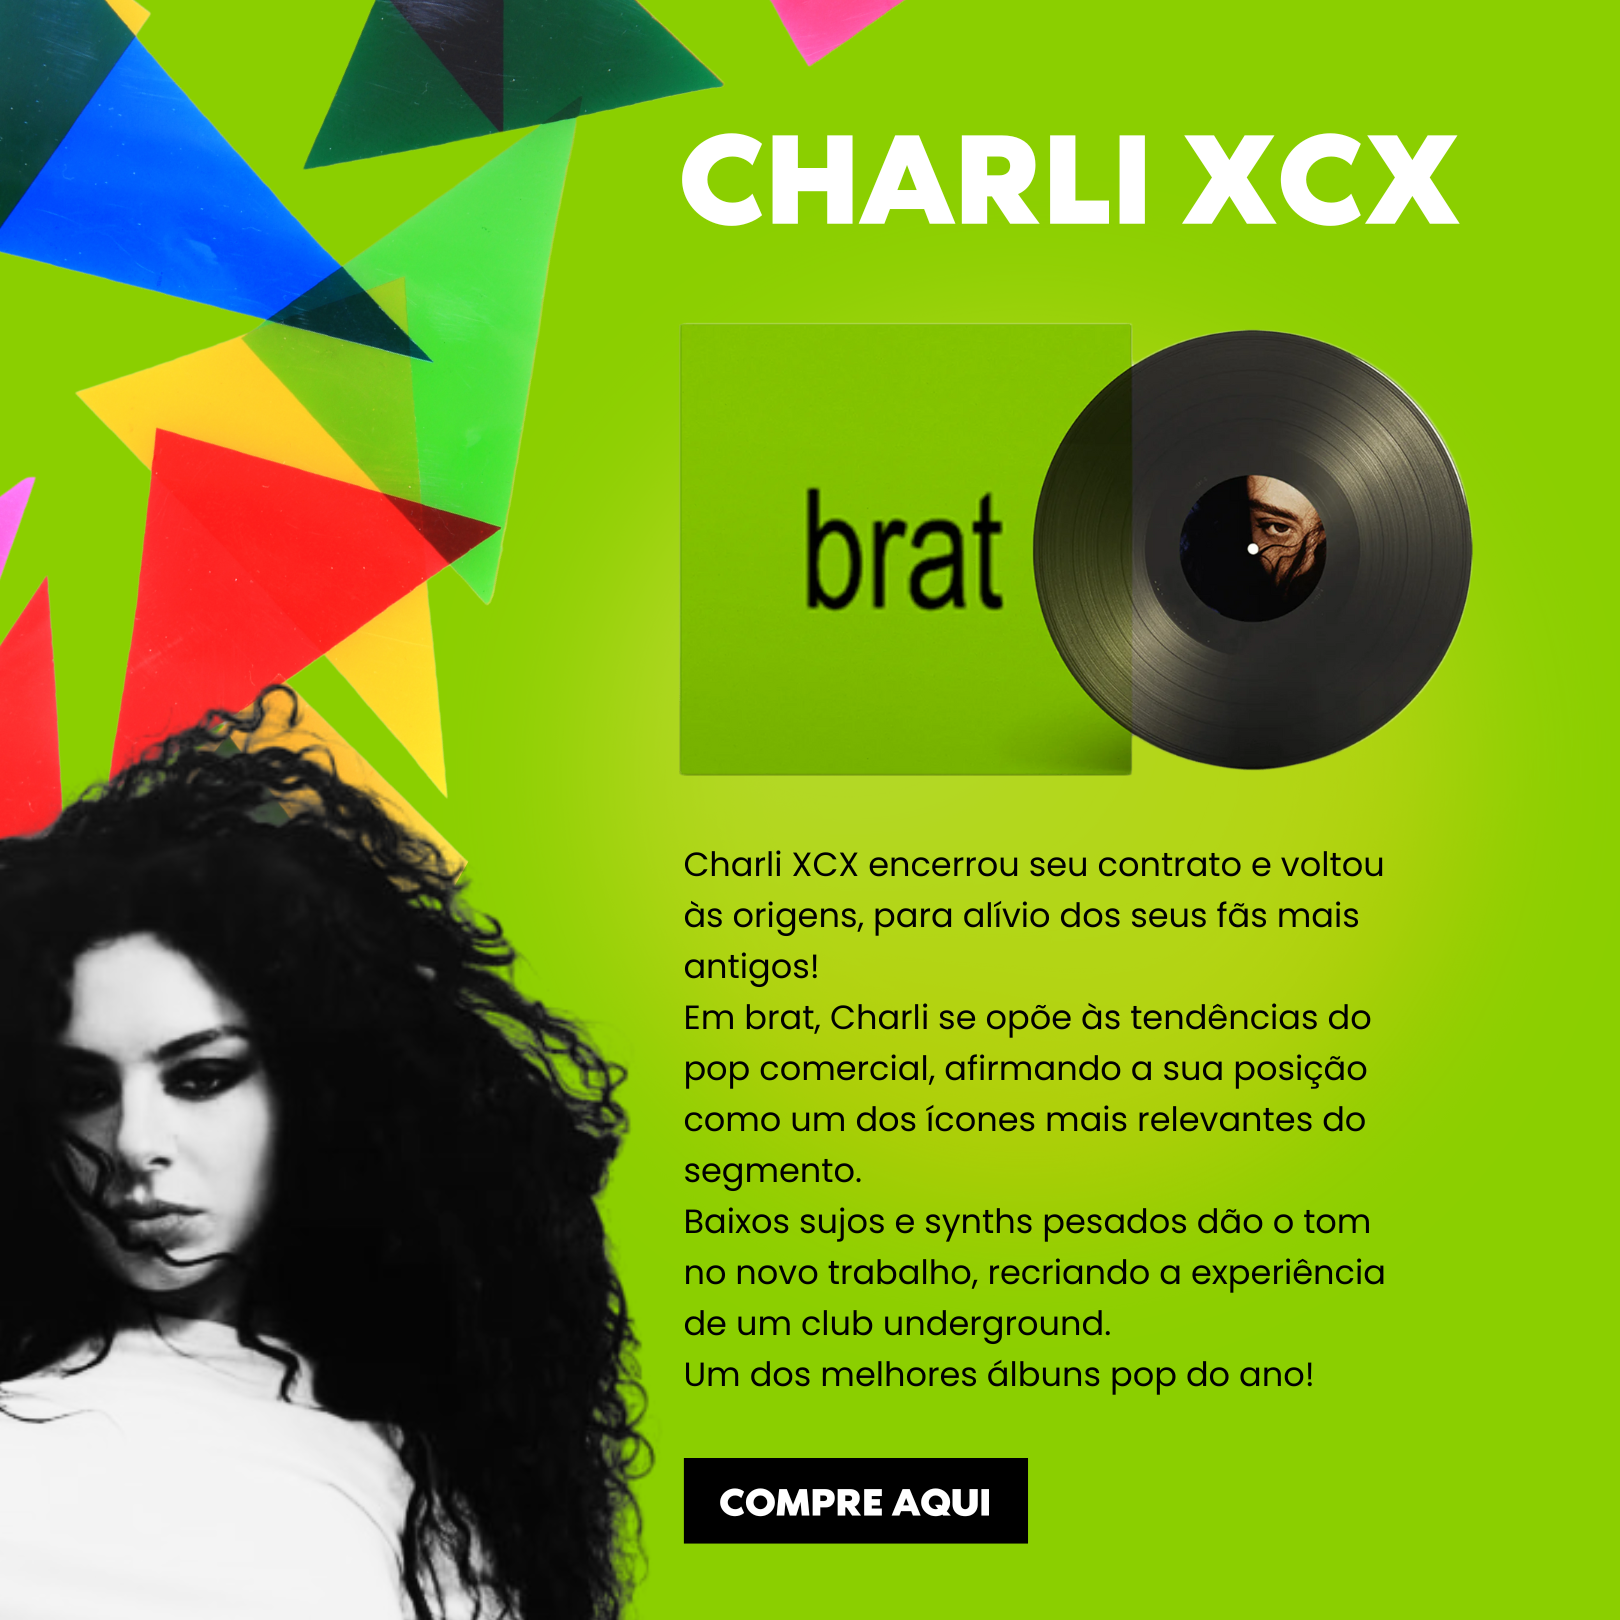 CHARLI XCX
brat
Charli XCX encerrou seu contrato e voltou
às origens, para alívio dos seus fãs mais
antigos!
Em brat, Charli se opõe às tendências do
pop comercial, afirmando a sua posição
como um dos ícones mais relevantes do
segmento.
Baixos sujos e synths pesados dão o tom
no novo trabalho, recriando a experiência
de um club underground.
Um dos melhores álbuns pop do ano!
COMPRE AQUI